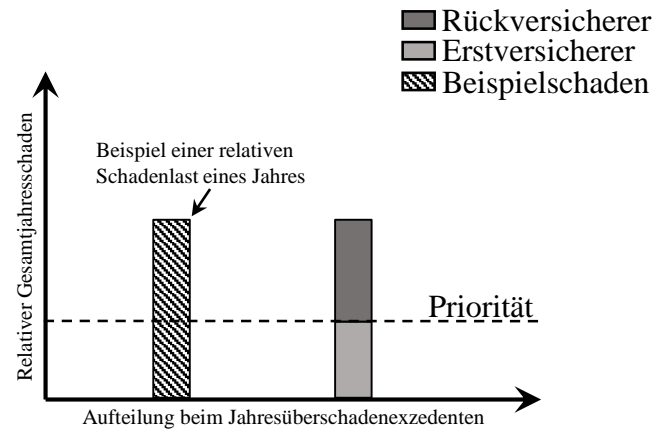 Rückversicherer
Erstversicherer
Beispielschaden
Relativer Gesamtjahresschaden
Beispiel einer relativen
Schadenlast eines Jahres
Priorität
Aufteilung beim Jahresüberschadenexzedenten